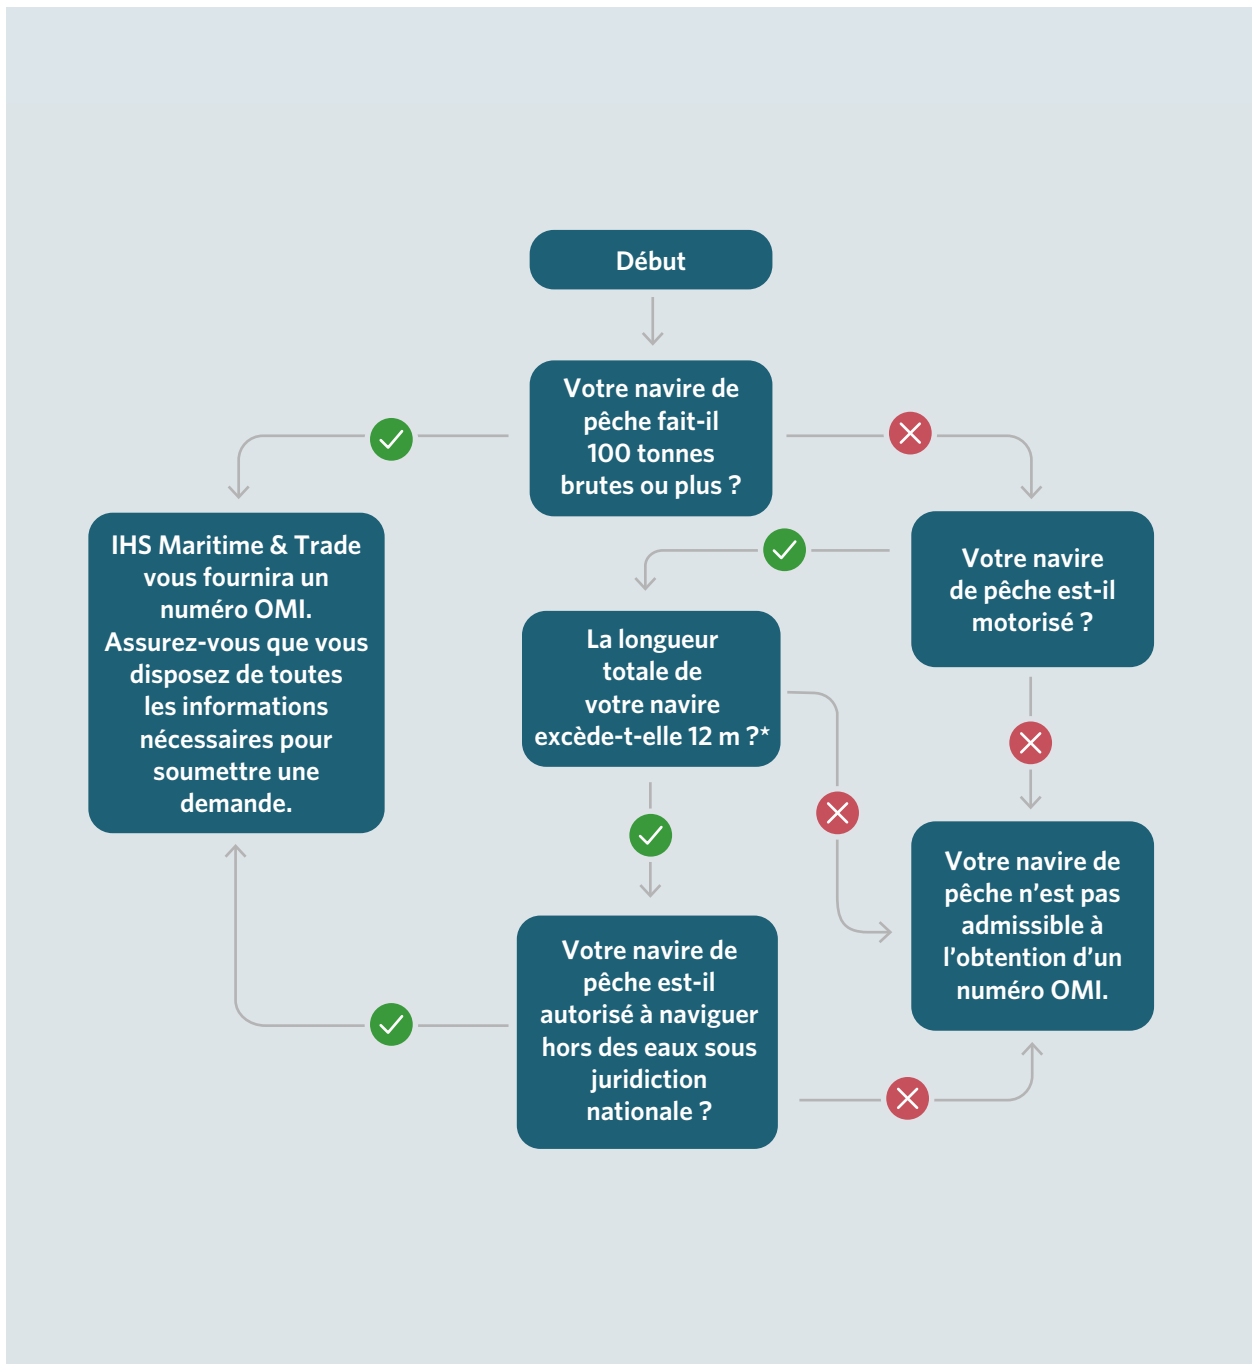 Début
Votre navire de
pêche fait-il
100 tonnes
brutes ou plus ?
IHS Maritime & Trade
vous fournira un
numéro OMI.
Assurez-vous que vous
disposez de toutes
les informations
nécessaires pour
soumettre une
demande.
Votre navire
de pêche est-il
motorisé ?
La longueur
totale de
votre navire
excède-t-elle 12 m ?*
Votre navire de
pêche n’est pas
admissible à
l’obtention d’un
numéro OMI.
Votre navire de
pêche est-il
autorisé à naviguer
hors des eaux sous
juridiction
nationale ?